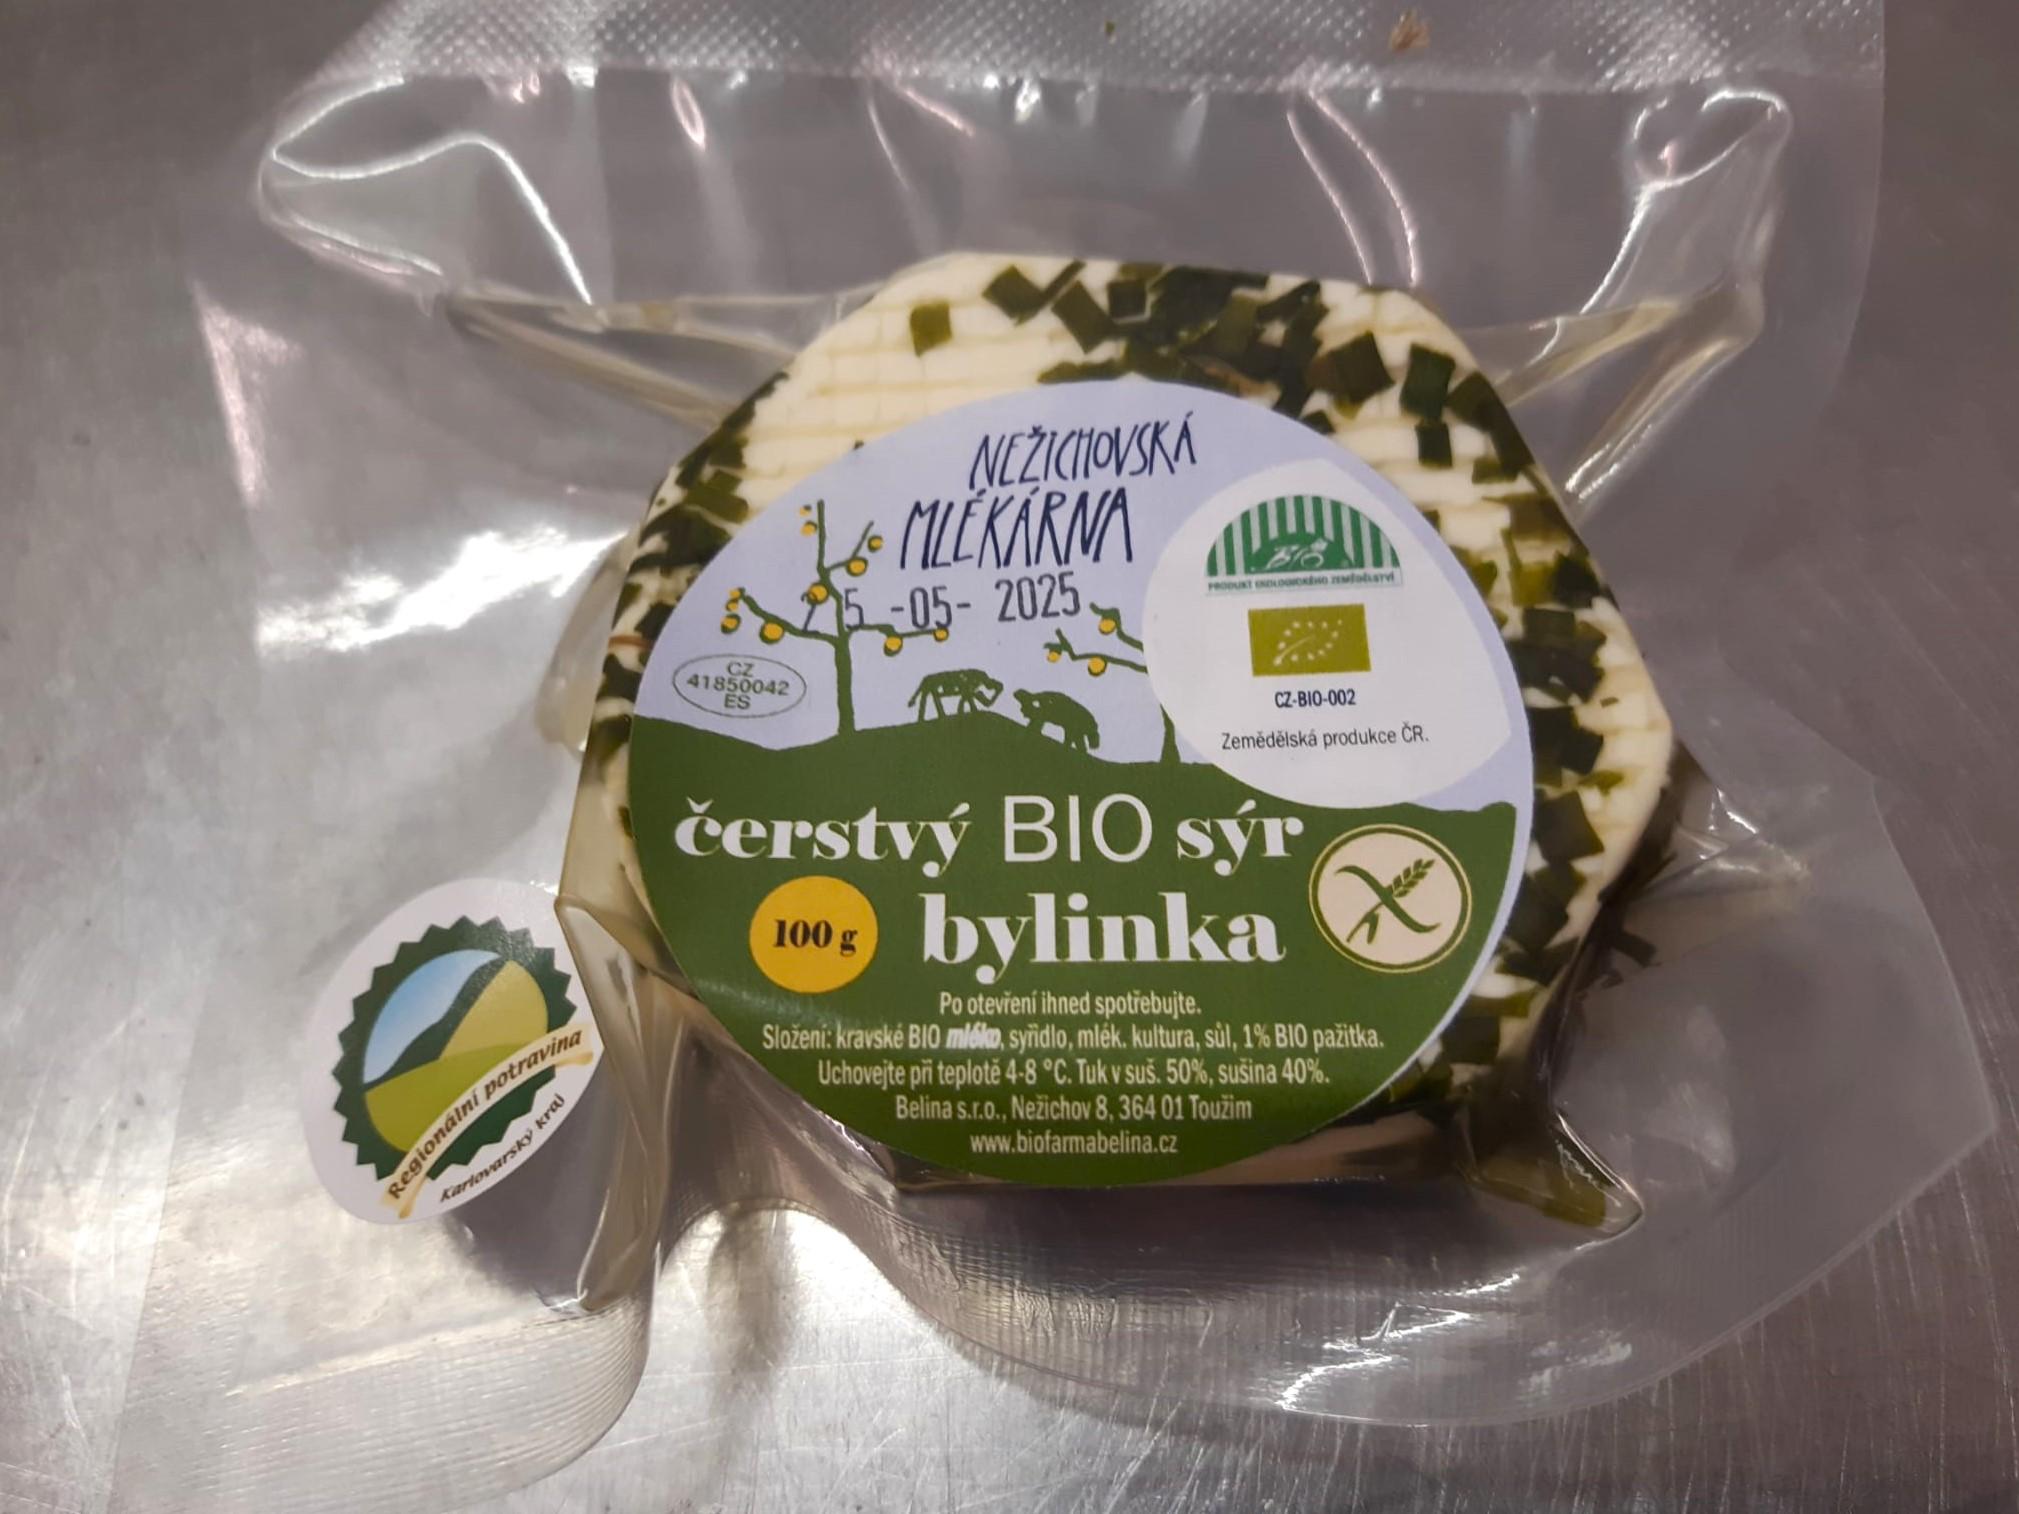 NEŽICHOVSKÁ
MLÉKÁRNA
5 -05- 2025
CZ
41850042
ES
BIO
PRODUKT EKOLOGICKÉHO ZEMĚDĚLSTVÍ
CZ-BIO-002
Zemědělská produkce ČR.
čerstvý BIO sýr
bylinka
100 g
Po otevření ihned spotřebujte.
Složení: kravské BIO mléko, syřidlo, mlék. kultura, sůl, 1% BIO pažitka.
Uchovejte při teplotě 4-8 °C. Tuk v suš. 50%, sušina 40%.
Belina s.r.o., Nežichov 8, 364 01 Toužim
www.biofarmabelina.cz
Regionální potravina
Karlovarský kraj